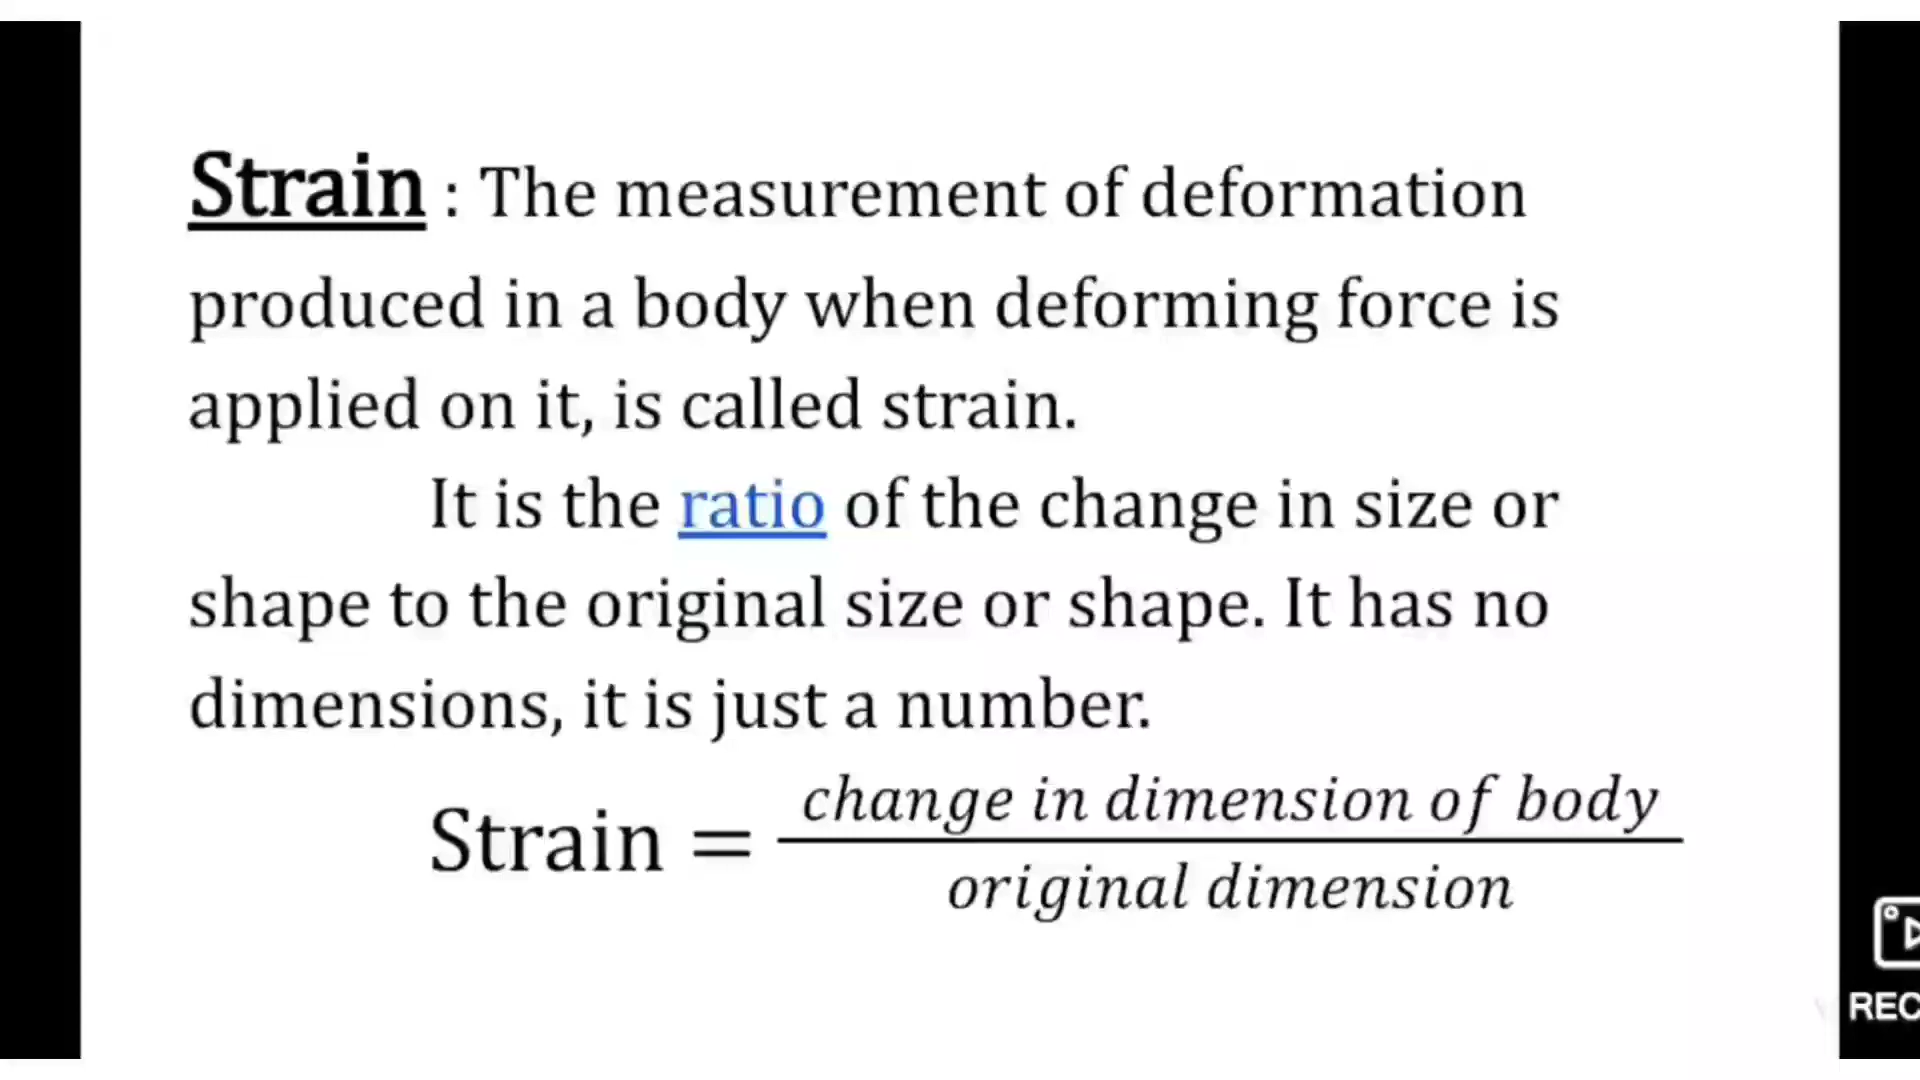 Strain : The measurement of deformation
produced in a body when deforming force is
applied on it, is called strain.
It is the ratio of the change in size or
shape to the original size or shape. It has no
dimensions, it is just a number.
Strain = change in dimension of body / original dimension
REC